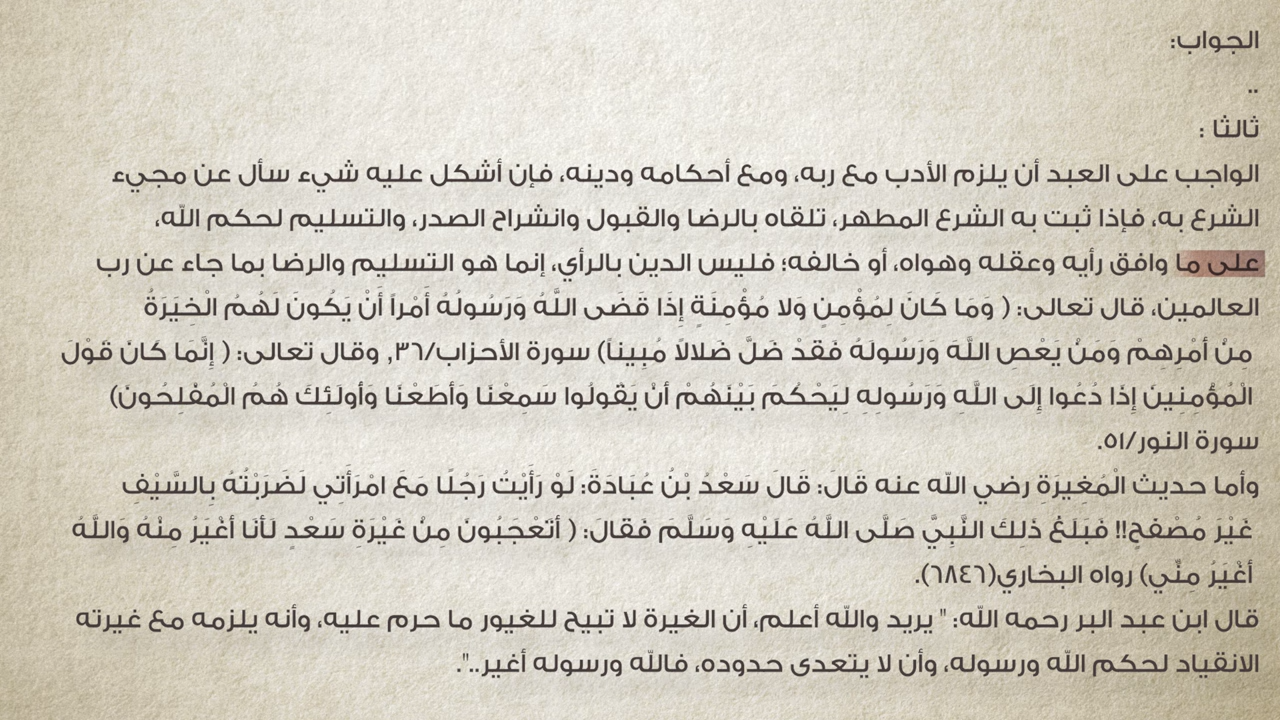 الجواب:
..
ثالثا :
الواجب على العبد أن يلزم الأدب مع ربه، ومع أحكامه ودينه، فإن أشكل عليه شيء سأل عن مجيء
الشرع به، فإذا ثبت به الشرع المطهر، تلقاه بالرضا والقبول وانشراح الصدر، والتسليم لحكم الله،
على ما وافق رأيه وعقله وهواه، أو خالفه؛ فليس الدين بالرأي، إنما هو التسليم والرضا بما جاء عن رب
العالمين، قال تعالى: ( وَمَا كَانَ لِمُؤْمِنٍ وَلا مُؤْمِنَةٍ إِذَا قَضَى اللَّهُ وَرَسُولُهُ أَمْراً أَنْ يَكُونَ لَهُمُ الْخِيَرَةُ
مِنْ أَمْرِهِمْ وَمَنْ يَعْصِ اللَّهَ وَرَسُولَهُ فَقَدْ ضَلَّ ضَلالاً مُبِيناً) سورة الأحزاب/٣٦, وقال تعالى: ( إِنَّمَا كَانَ قَوْلَ
الْمُؤْمِنِينَ إِذَا دُعُوا إِلَى اللَّهِ وَرَسُولِهِ لِيَحْكُمَ بَيْنَهُمْ أَنْ يَقُولُوا سَمِعْنَا وَأَطَعْنَا وَأُولَئِكَ هُمُ الْمُفْلِحُونَ)
سورة النور/٥١.
وأما حديث الْمُغِيرَةِ رضي الله عنه قَالَ: قَالَ سَعْدُ بْنُ عُبَادَةَ: لَوْ رَأَيْتُ رَجُلًا مَعَ امْرَأَتِي لَضَرَبْتُهُ بِالسَّيْفِ
غَيْرَ مُصْفَحٍ!! فَبَلَغَ ذَلِكَ النَّبِيَّ صَلَّى اللَّهُ عَلَيْهِ وَسَلَّمَ فَقَالَ: ( أَتَعْجَبُونَ مِنْ غَيْرَةِ سَعْدٍ لَأَنَا أَغْيَرُ مِنْهُ وَاللَّهُ
أَغْيَرُ مِنِّي) رواه البخاري(٦٨٤٦).
قال ابن عبد البر رحمه الله: " يريد والله أعلم، أن الغيرة لا تبيح للغيور ما حرم عليه، وأنه يلزمه مع غيرته
الانقياد لحكم الله ورسوله، وأن لا يتعدى حدوده، فالله ورسوله أغير..".